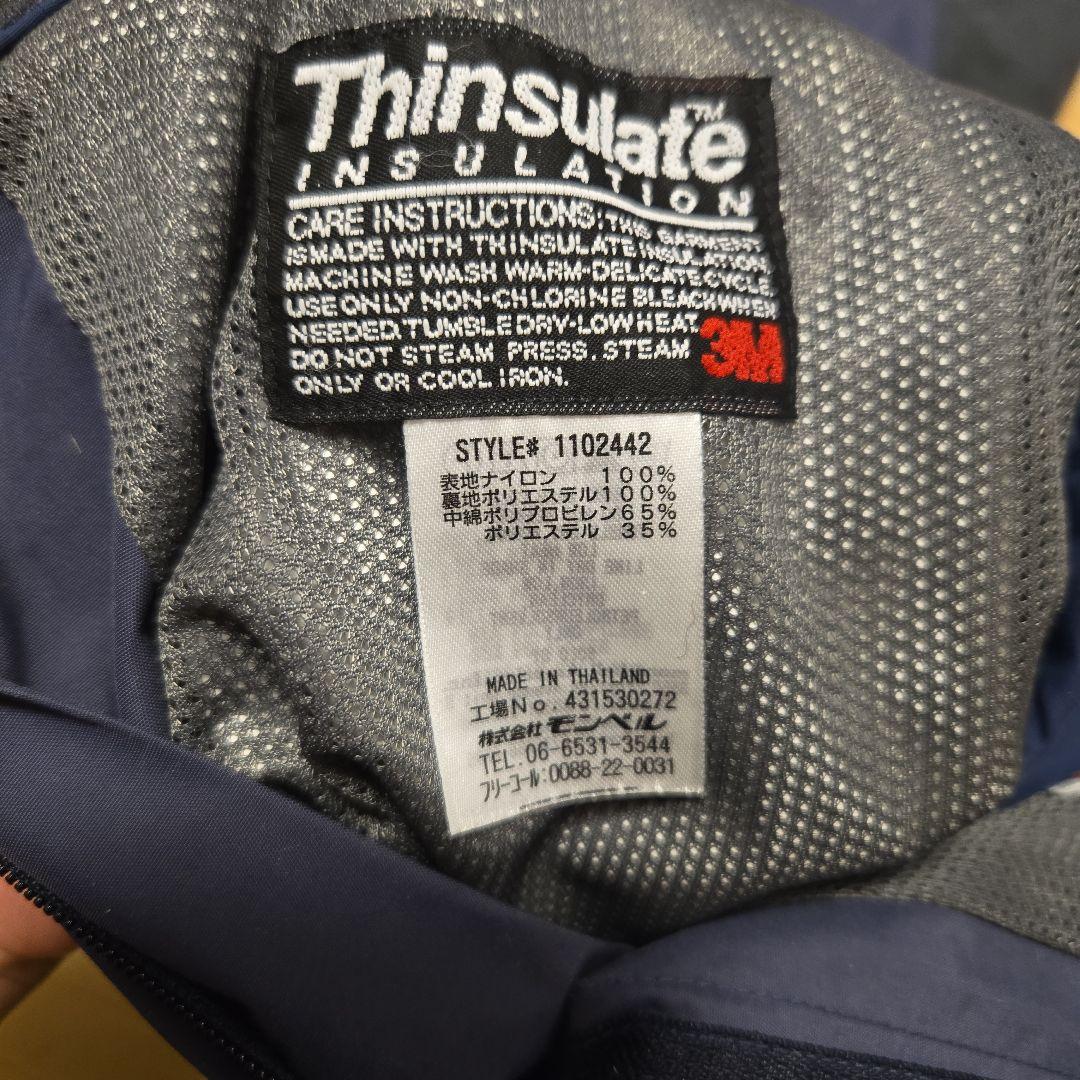 Thinsulate™
INSULATION
CARE INSTRUCTIONS: THIS GARMENT
IS MADE WITH THINSULATE INSULATION.
MACHINE WASH WARM-DELICATE CYCLE.
USE ONLY NON-CHLORINE BLEACH WHEN
NEEDED. TUMBLE DRY-LOW HEAT.
DO NOT STEAM PRESS. STEAM
ONLY OR COOL IRON.
3M
STYLE# 1102442
表地ナイロン 100%
裏地ポリエステル100%
中綿ポリプロピレン65%
ポリエステル 35%
MADE IN THAILAND
工場No.431530272
株式会社モンベル
TEL.06-6531-3544
フリーコール:0088-22-0031